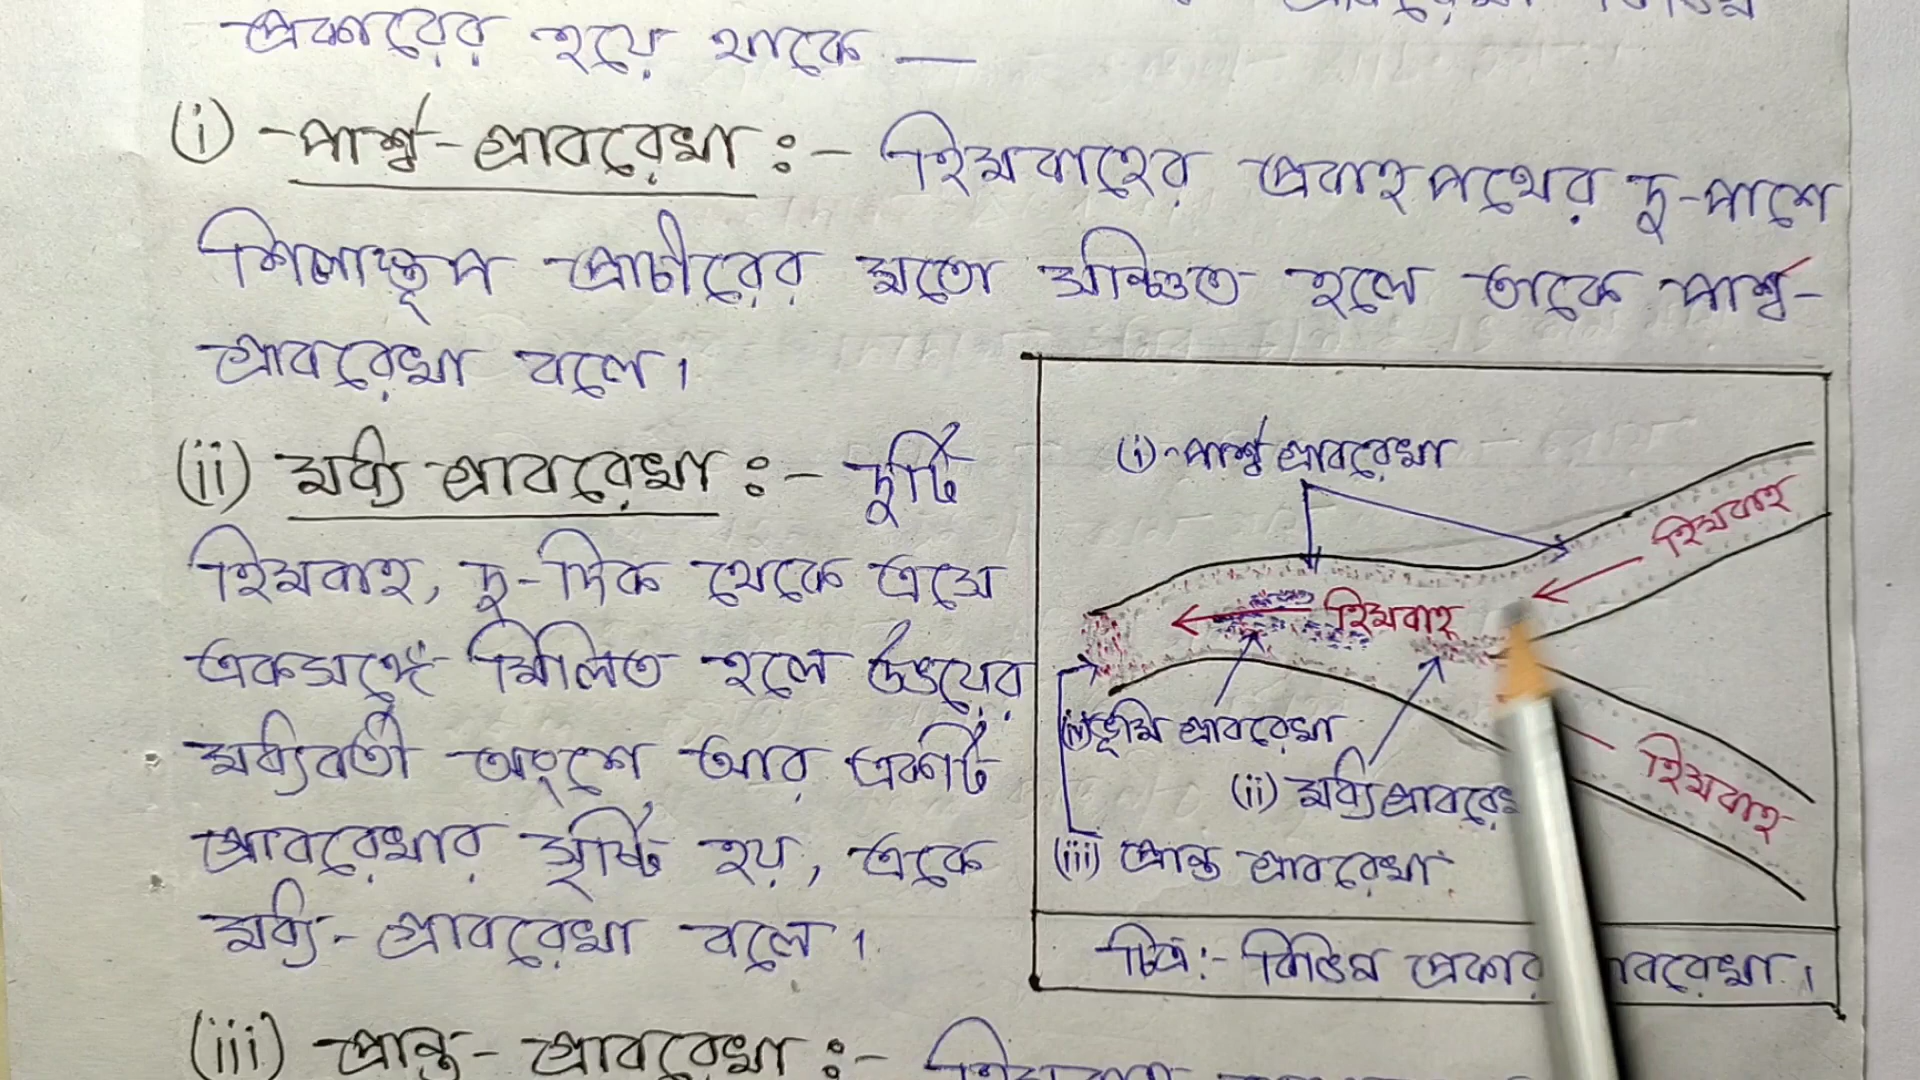 প্রকারের হয়ে থাকে —
(i) পার্শ্ব-গ্রাবরেখা :- হিমবাহের প্রবাহপথের দু-পাশে
শিলাস্তূপ প্রাচীরের মতো সঞ্চিত হলে তাকে পার্শ্ব-
গ্রাবরেখা বলে।
(ii) মধ্য গ্রাবরেখা :- দুটি
হিমবাহ, দু-দিক থেকে এসে
একসঙ্গে মিলিত হলে উভয়ের
মধ্যবর্তী অংশে আর একটি
গ্রাবরেখার সৃষ্টি হয়, একে
মধ্য- গ্রাবরেখা বলে।
(iii) প্রান্ত- গ্রাবরেখা :-
(i) পার্শ্ব গ্রাবরেখা
হিমবাহ
হিমবাহ
(iv) ভূমি গ্রাবরেখা
হিমবাহ
(ii) মধ্য গ্রাবরে
(iii) প্রান্ত গ্রাবরেখা
চিত্র:- বিভিন্ন প্রকার াবরেখা।